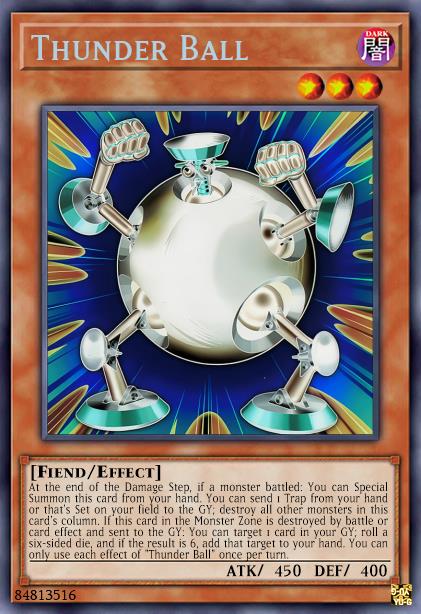 THUNDER BALL
DARK
闇
[FIEND/EFFECT]
At the end of the Damage Step, if a monster battled: You can Special
Summon this card from your hand. You can send 1 Trap from your hand
or that's Set on your field to the GY; destroy all other monsters in this
card's column. If this card in the Monster Zone is destroyed by battle or
card effect and sent to the GY: You can target 1 card in your GY; roll a
six-sided die, and if the result is 6, add that target to your hand. You can
only use each effect of "Thunder Ball" once per turn.
ATK/ 450 DEF/ 400
84813516